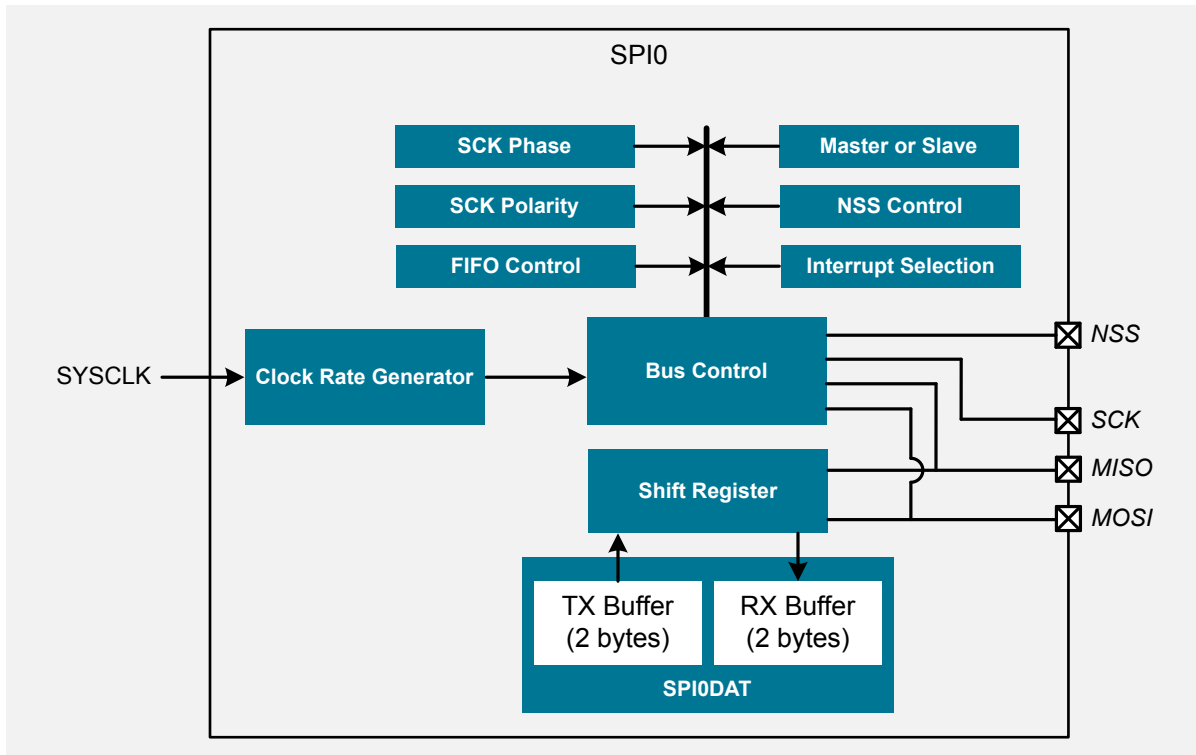 SPI0
SCK Phase
Master or Slave
SCK Polarity
NSS Control
FIFO Control
Interrupt Selection
SYSCLK
Clock Rate Generator
Bus Control
NSS
SCK
Shift Register
MISO
MOSI
TX Buffer
(2 bytes)
RX Buffer
(2 bytes)
SPI0DAT